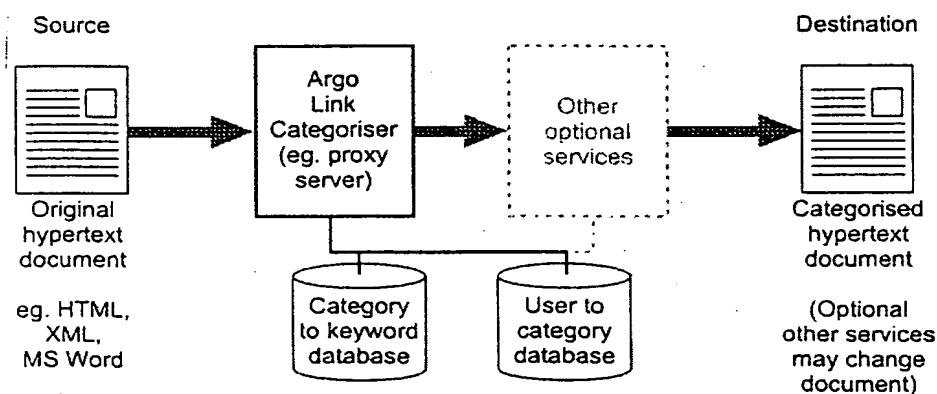 Source
Original
hypertext
document
eg. HTML,
XML,
MS Word
Argo
Link
Categoriser
(eg. proxy
server)
Other
optional
services
Category
to keyword
database
User to
category
database
Destination
Categorised
hypertext
document
(Optional
other services
may change
document)